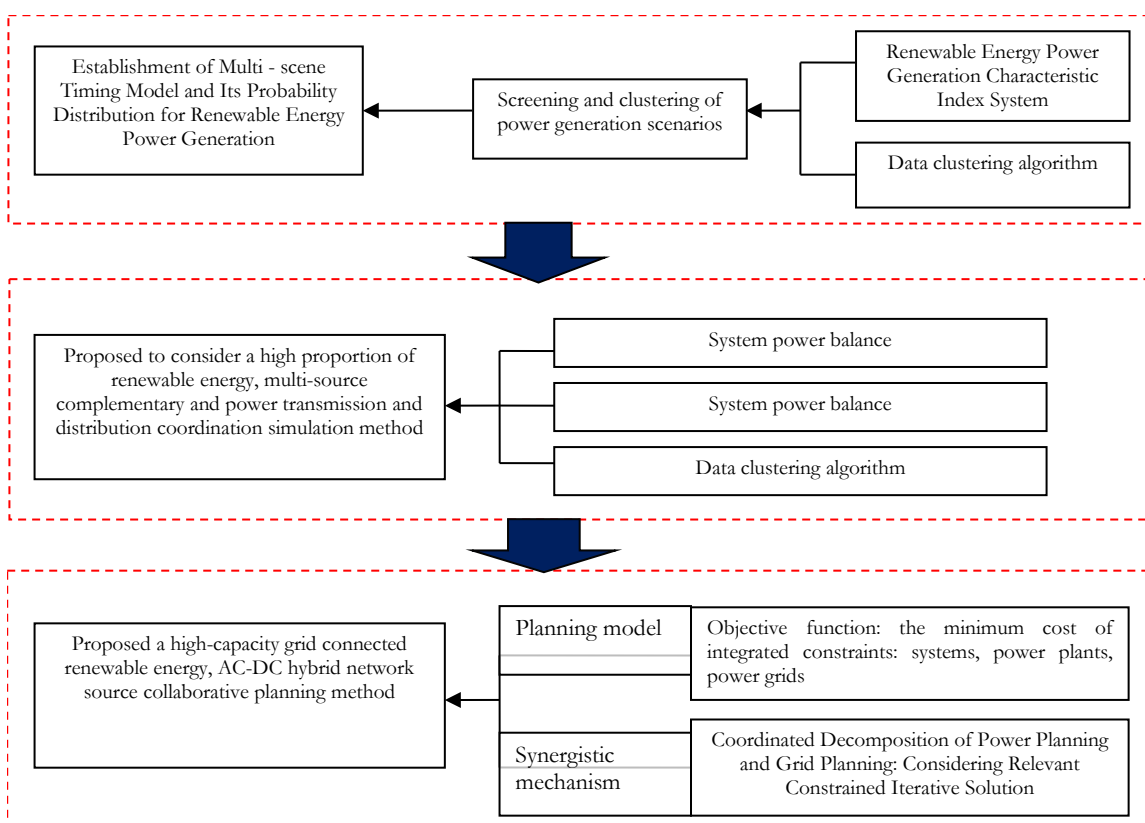 Establishment of Multi - scene
Timing Model and Its Probability
Distribution for Renewable Energy
Power Generation
Screening and clustering of
power generation scenarios
Renewable Energy Power
Generation Characteristic
Index System
Data clustering algorithm
Proposed to consider a high proportion of
renewable energy, multi-source
complementary and power transmission and
distribution coordination simulation method
System power balance
System power balance
Data clustering algorithm
Proposed a high-capacity grid connected
renewable energy, AC-DC hybrid network
source collaborative planning method
Planning model
Objective function: the minimum cost of
integrated constraints: systems, power plants,
power grids
Synergistic
mechanism
Coordinated Decomposition of Power Planning
and Grid Planning: Considering Relevant
Constrained Iterative Solution